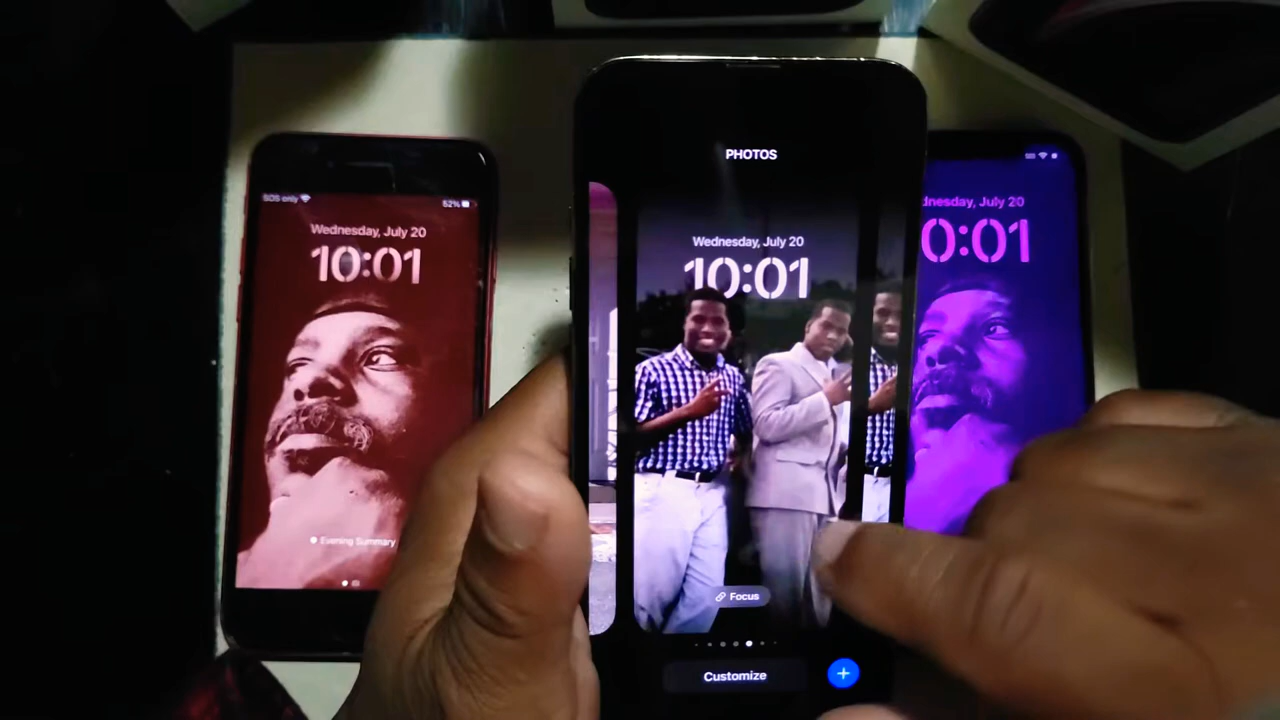 SOS only
52%
Wednesday, July 20
10:01
Evening Summary
PHOTOS
Wednesday, July 20
10:01
Focus
Customize
dnesday, July 20
0:01